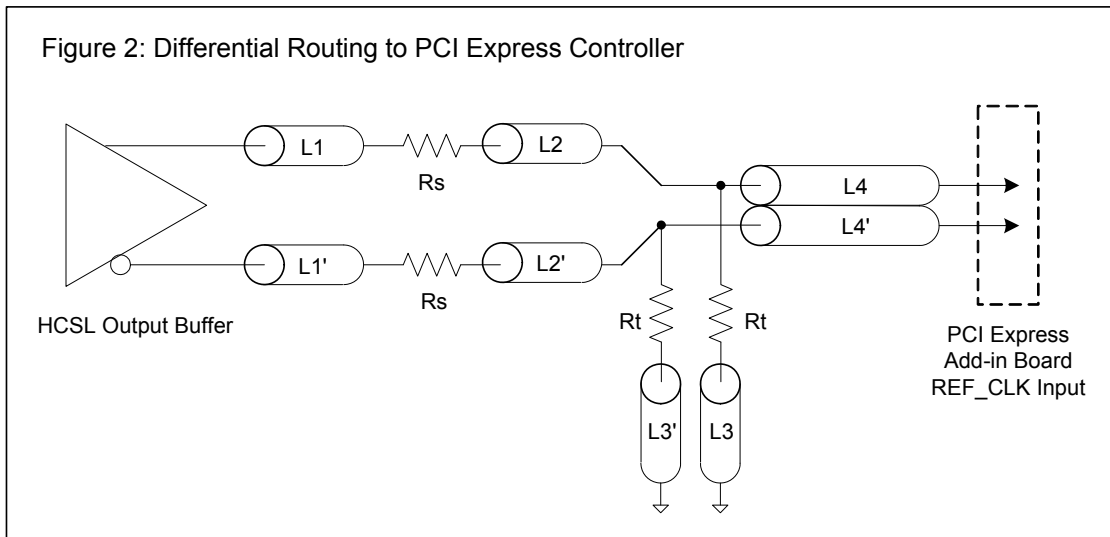 Figure 2: Differential Routing to PCI Express Controller
L1
Rs
L2
L4
L4'
L1'
Rs
L2'
HCSL Output Buffer
Rt
Rt
L3'
L3
PCI Express
Add-in Board
REF_CLK Input